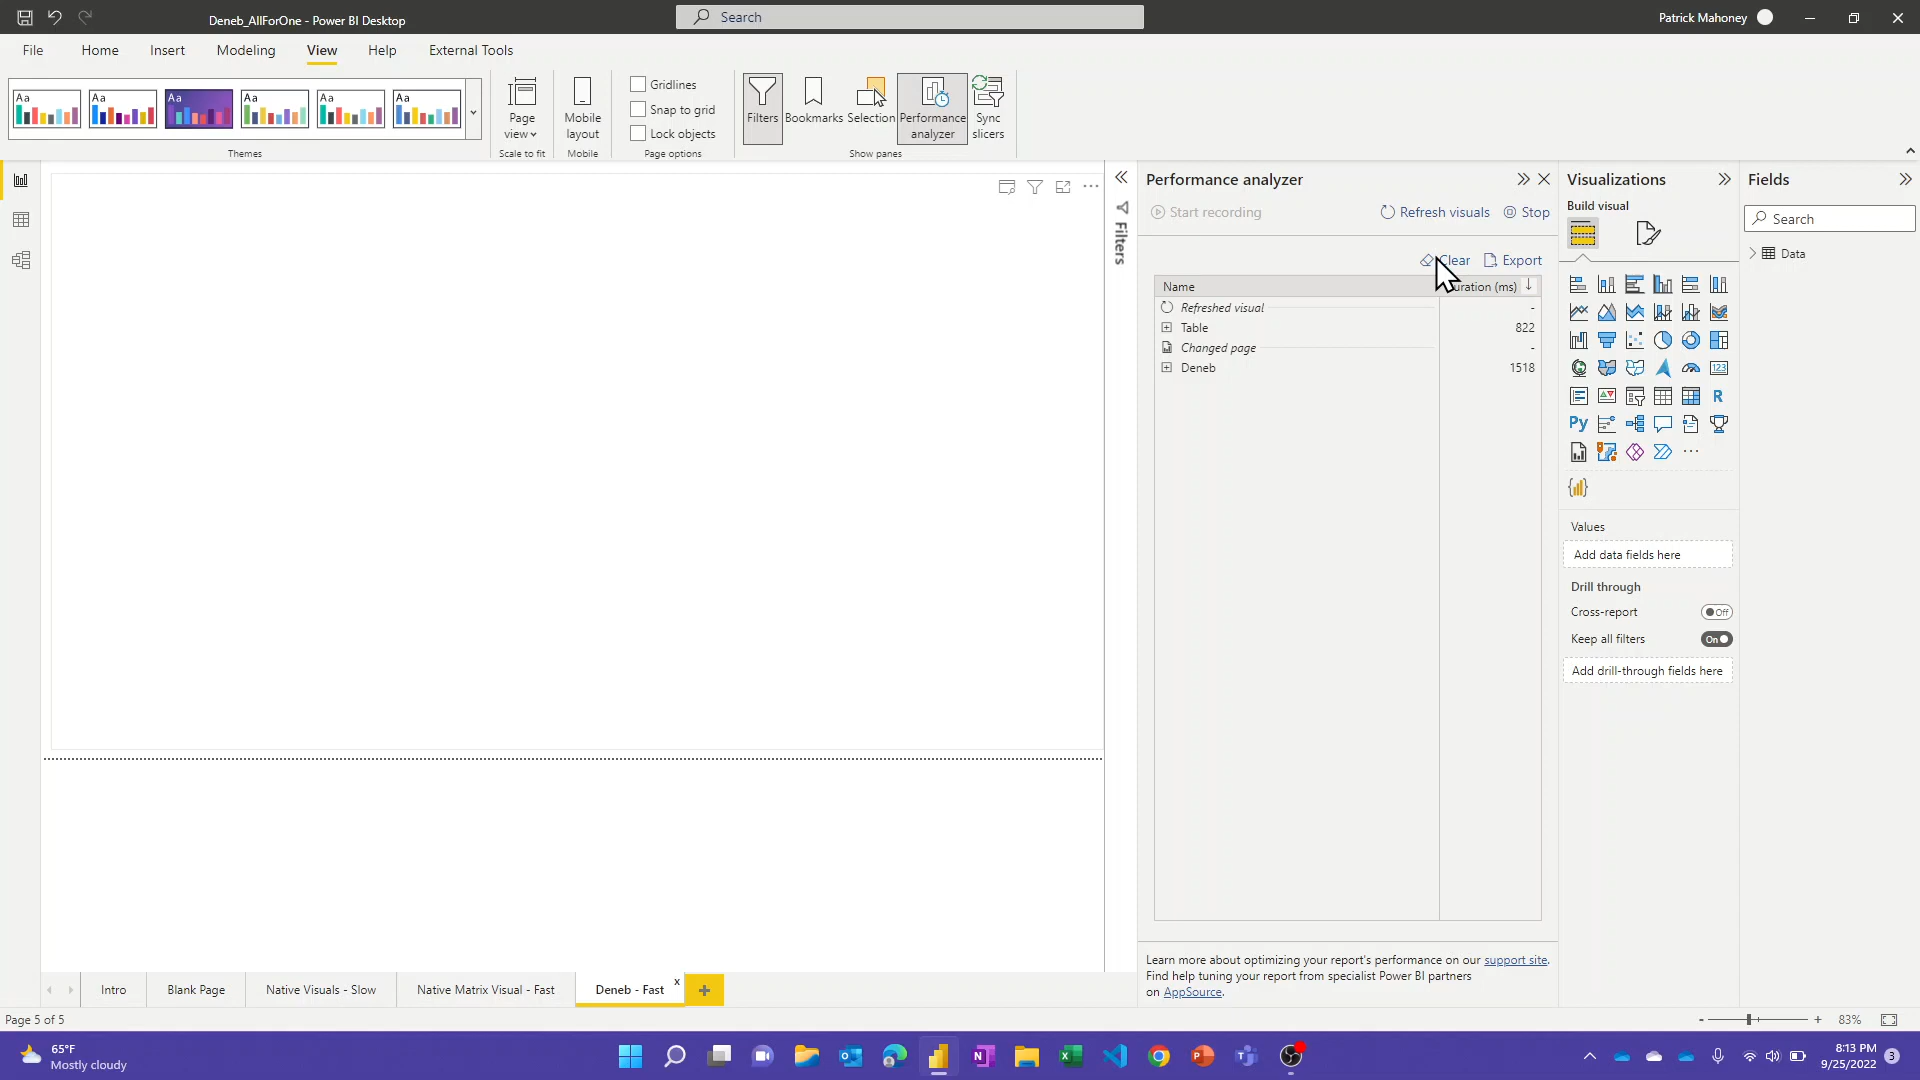 Deneb_AllForOne - Power BI Desktop
Search
Patrick Mahoney
File
Home
Insert
Modeling
View
Help
External Tools
Aa
Aa
Aa
Aa
Aa
Aa
Themes
Page
view
Scale to fit
Mobile
layout
Mobile
Gridlines
Snap to grid
Lock objects
Page options
Filters
Bookmarks
Selection
Performance
analyzer
Sync
slicers
Show panes
Filters
Performance analyzer
Start recording
Refresh visuals
Stop
Clear
Export
Name
Duration (ms)
Refreshed visual -
Table 822
Changed page -
Deneb 1518
Learn more about optimizing your report's performance on our support site.
Find help tuning your report from specialist Power BI partners
on AppSource.
Visualizations
Build visual
123
R
Py
Values
Add data fields here
Drill through
Cross-report
Off
Keep all filters
On
Add drill-through fields here
Fields
Search
Data
Intro
Blank Page
Native Visuals - Slow
Native Matrix Visual - Fast
Deneb - Fast
x
+
Page 5 of 5
- + 83%
65°F
Mostly cloudy
8:13 PM
9/25/2022
3